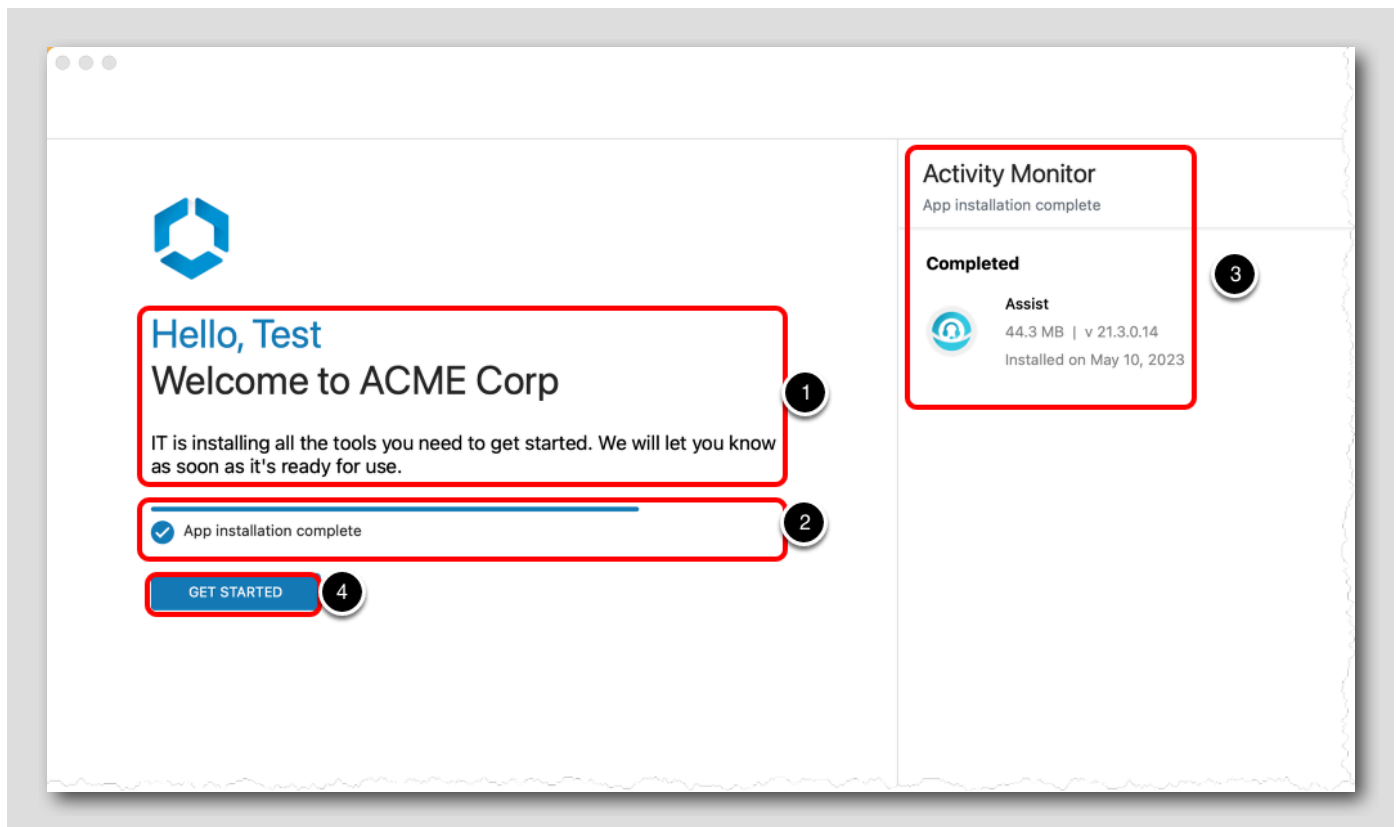 Hello, Test
Welcome to ACME Corp
1
IT is installing all the tools you need to get started. We will let you know
as soon as it's ready for use.
App installation complete
2
GET STARTED
4
Activity Monitor
App installation complete
Completed
3
Assist
44.3 MB | v 21.3.0.14
Installed on May 10, 2023